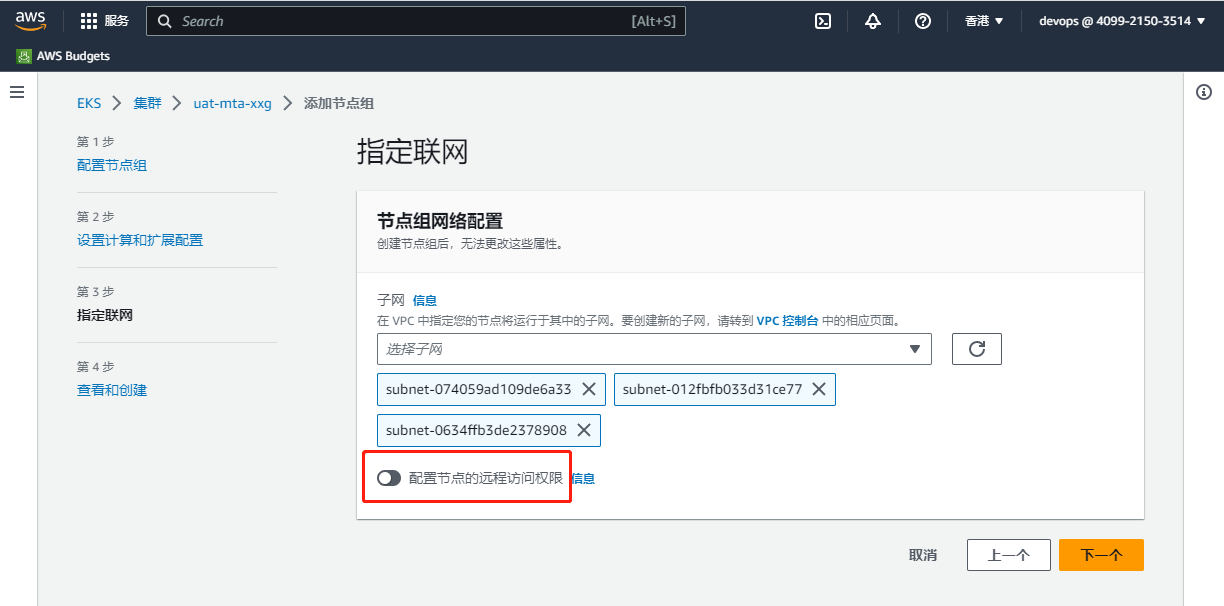 aws
服务
Search
[Alt+S]
香港
devops @ 4099-2150-3514
AWS Budgets
EKS
集群
uat-mta-xxg
添加节点组
第 1 步
配置节点组
第 2 步
设置计算和扩展配置
第 3 步
指定联网
第 4 步
查看和创建
指定联网
节点组网络配置
创建节点组后，无法更改这些属性。
子网 信息
在 VPC 中指定您的节点将运行于其中的子网。要创建新的子网，请转到 VPC 控制台 中的相应页面。
选择子网
subnet-074059ad109de6a33
subnet-012fbfb033d31ce77
subnet-0634ffb3de2378908
配置节点的远程访问权限 信息
取消
上一个
下一个